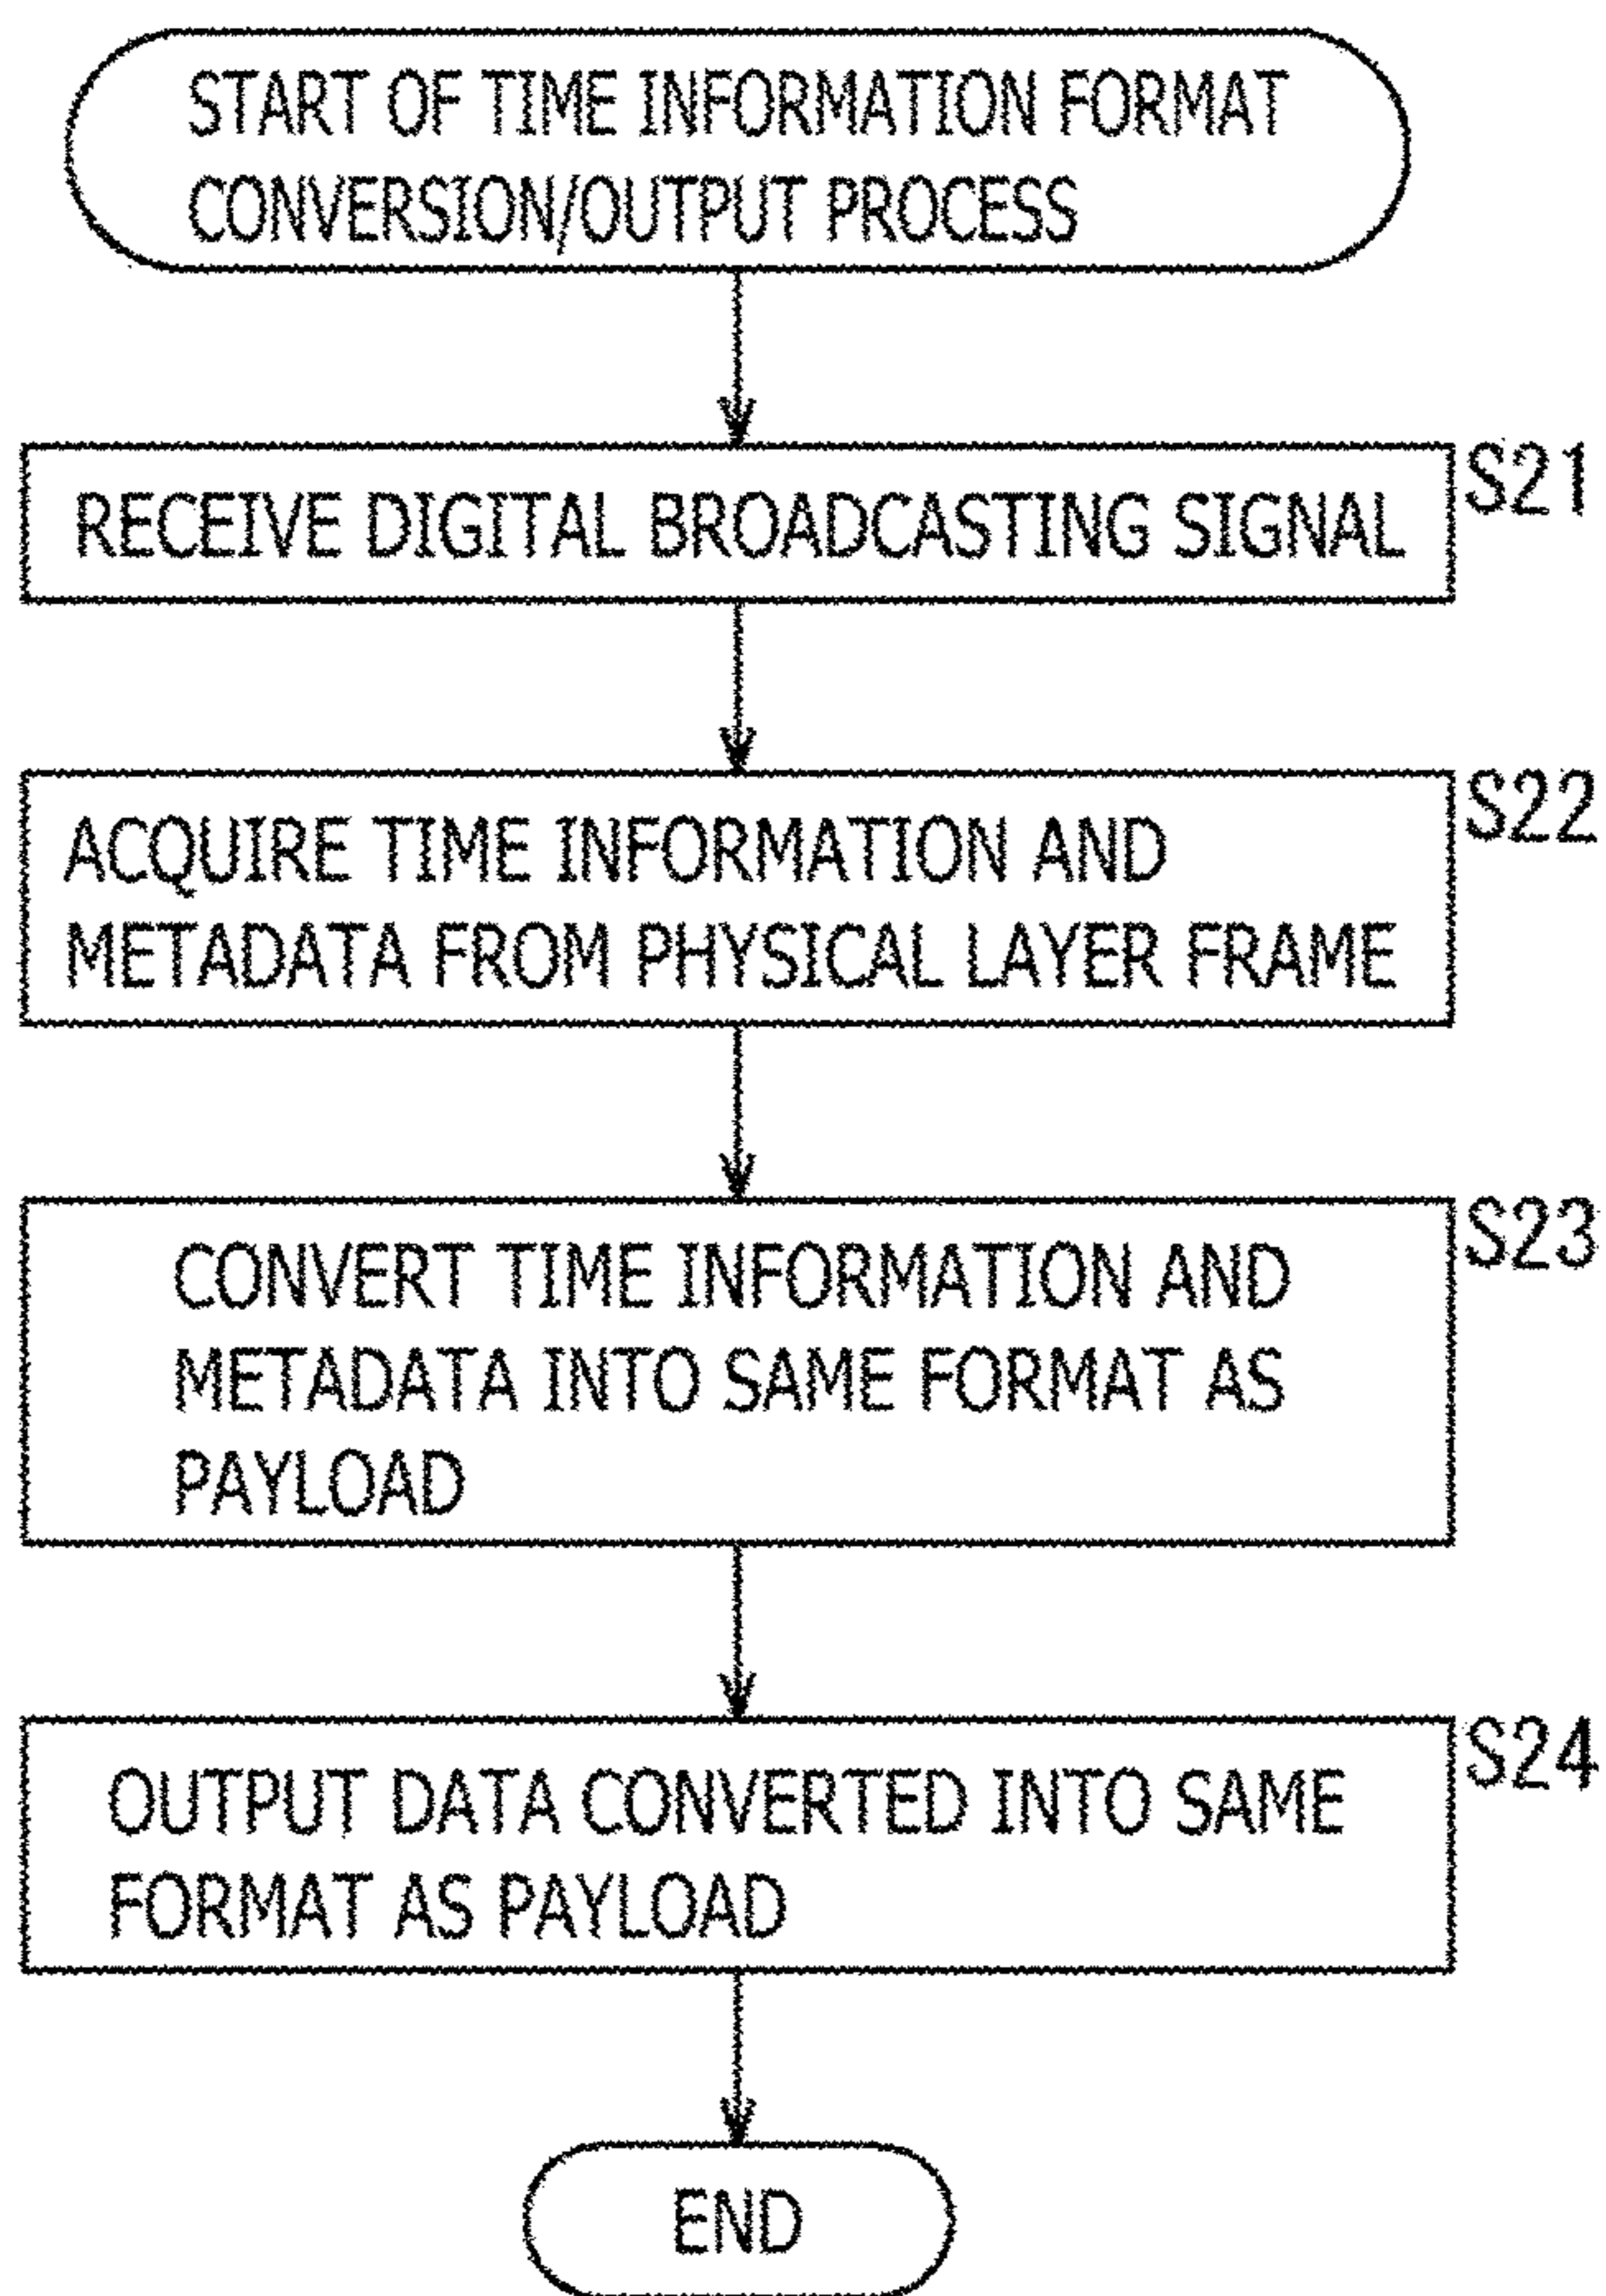 START OF TIME INFORMATION FORMAT
CONVERSION/OUTPUT PROCESS
S21
RECEIVE DIGITAL BROADCASTING SIGNAL
S22
ACQUIRE TIME INFORMATION AND
METADATA FROM PHYSICAL LAYER FRAME
S23
CONVERT TIME INFORMATION AND
METADATA INTO SAME FORMAT AS
PAYLOAD
S24
OUTPUT DATA CONVERTED INTO SAME
FORMAT AS PAYLOAD
END